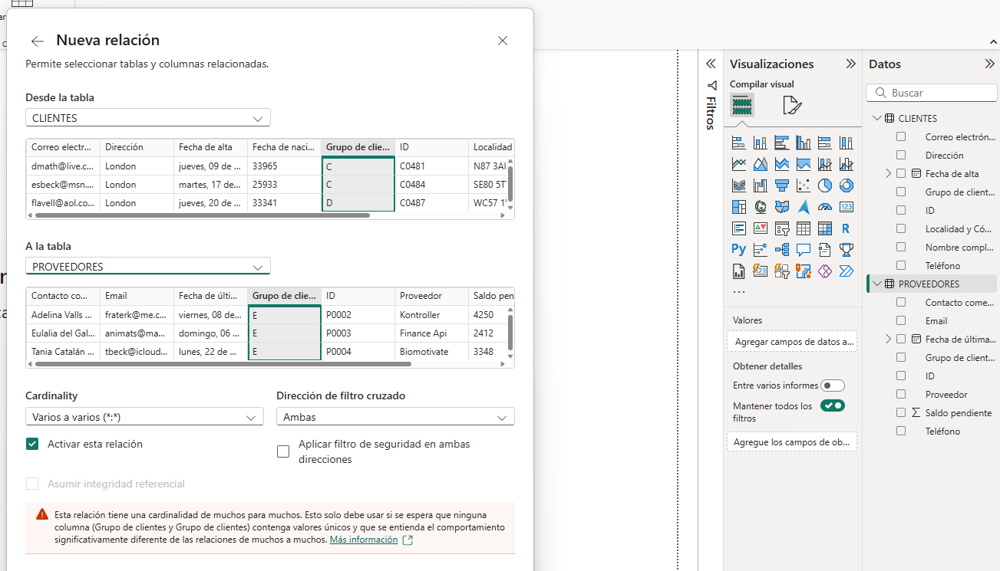 Nueva relación
Permite seleccionar tablas y columnas relacionadas.
Desde la tabla
CLIENTES
Correo electr... Dirección Fecha de alta Fecha de naci... Grupo de clie... ID Localidad
dmath@live.c... London jueves, 09 de ... 33965 C C0481 N87 3AI
esbeck@msn.... London martes, 17 de... 25933 C C0484 SE80 5T
flavell@aol.co... London jueves, 20 de ... 33341 D C0487 WC57 1
A la tabla
PROVEEDORES
Contacto co... Email Fecha de últi... Grupo de clie... ID Proveedor Saldo pen
Adelina Valls ... fraterk@me.c... viernes, 08 de... E P0002 Kontroller 4250
Eulalia del Gal... animats@ma... domingo, 06 ... E P0003 Finance Api 2412
Tania Catalán ... tbeck@icloud... lunes, 22 de ... E P0004 Biomotivate 3348
Cardinality Dirección de filtro cruzado
Varios a varios (*:*) Ambas
Activar esta relación Aplicar filtro de seguridad en ambas
direcciones
Asumir integridad referencial
Esta relación tiene una cardinalidad de muchos para muchos. Esto solo debe usar si se espera que ninguna
columna (Grupo de clientes y Grupo de clientes) contenga valores únicos y que se entienda el comportamiento
significativamente diferente de las relaciones de muchos a muchos. Más información
Filtros
Visualizaciones
Compilar visual
123
R
Py
123
...
Valores
Agregar campos de datos a...
Obtener detalles
Entre varios informes
Mantener todos los
filtros
Agregue los campos de ob...
Datos
Buscar
CLIENTES
Correo electrón...
Dirección
Fecha de alta
Grupo de client...
ID
Localidad y Có...
Nombre compl...
Teléfono
PROVEEDORES
Contacto come...
Email
Fecha de última...
Grupo de client...
ID
Proveedor
Saldo pendiente
Teléfono